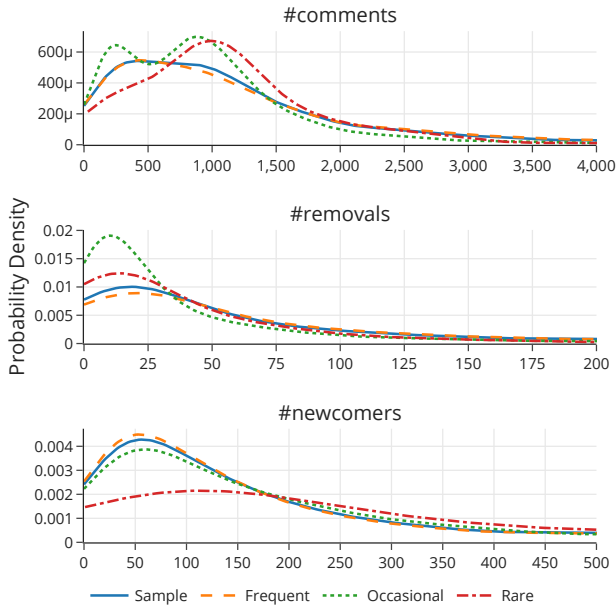 #comments
600µ
400µ
200µ
0
0 500 1,000 1,500 2,000 2,500 3,000 3,500 4,000
#removals
Probability Density
0.02
0.015
0.01
0.005
0
0 25 50 75 100 125 150 175 200
#newcomers
0.004
0.003
0.002
0.001
0
0 50 100 150 200 250 300 350 400 450 500
Sample Frequent Occasional Rare